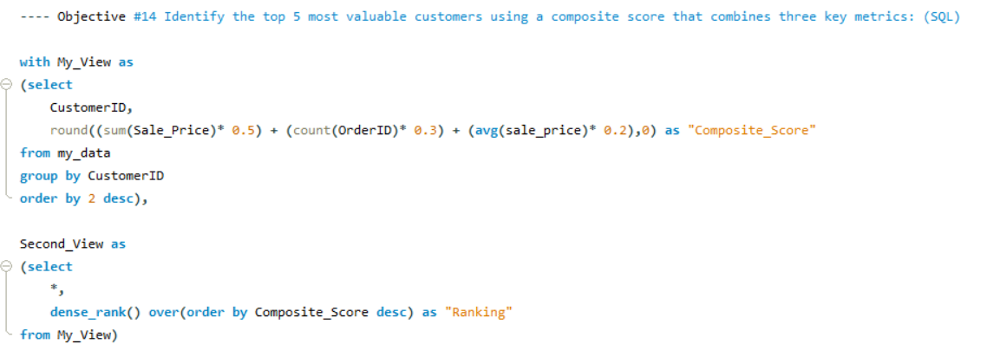 ---- Objective #14 Identify the top 5 most valuable customers using a composite score that combines three key metrics: (SQL)
with My_View as
(select
CustomerID,
round((sum(Sale_Price)* 0.5) + (count(OrderID)* 0.3) + (avg(sale_price)* 0.2),0) as "Composite_Score"
from my_data
group by CustomerID
order by 2 desc),
Second_View as
(select
*,
dense_rank() over(order by Composite_Score desc) as "Ranking"
from My_View)